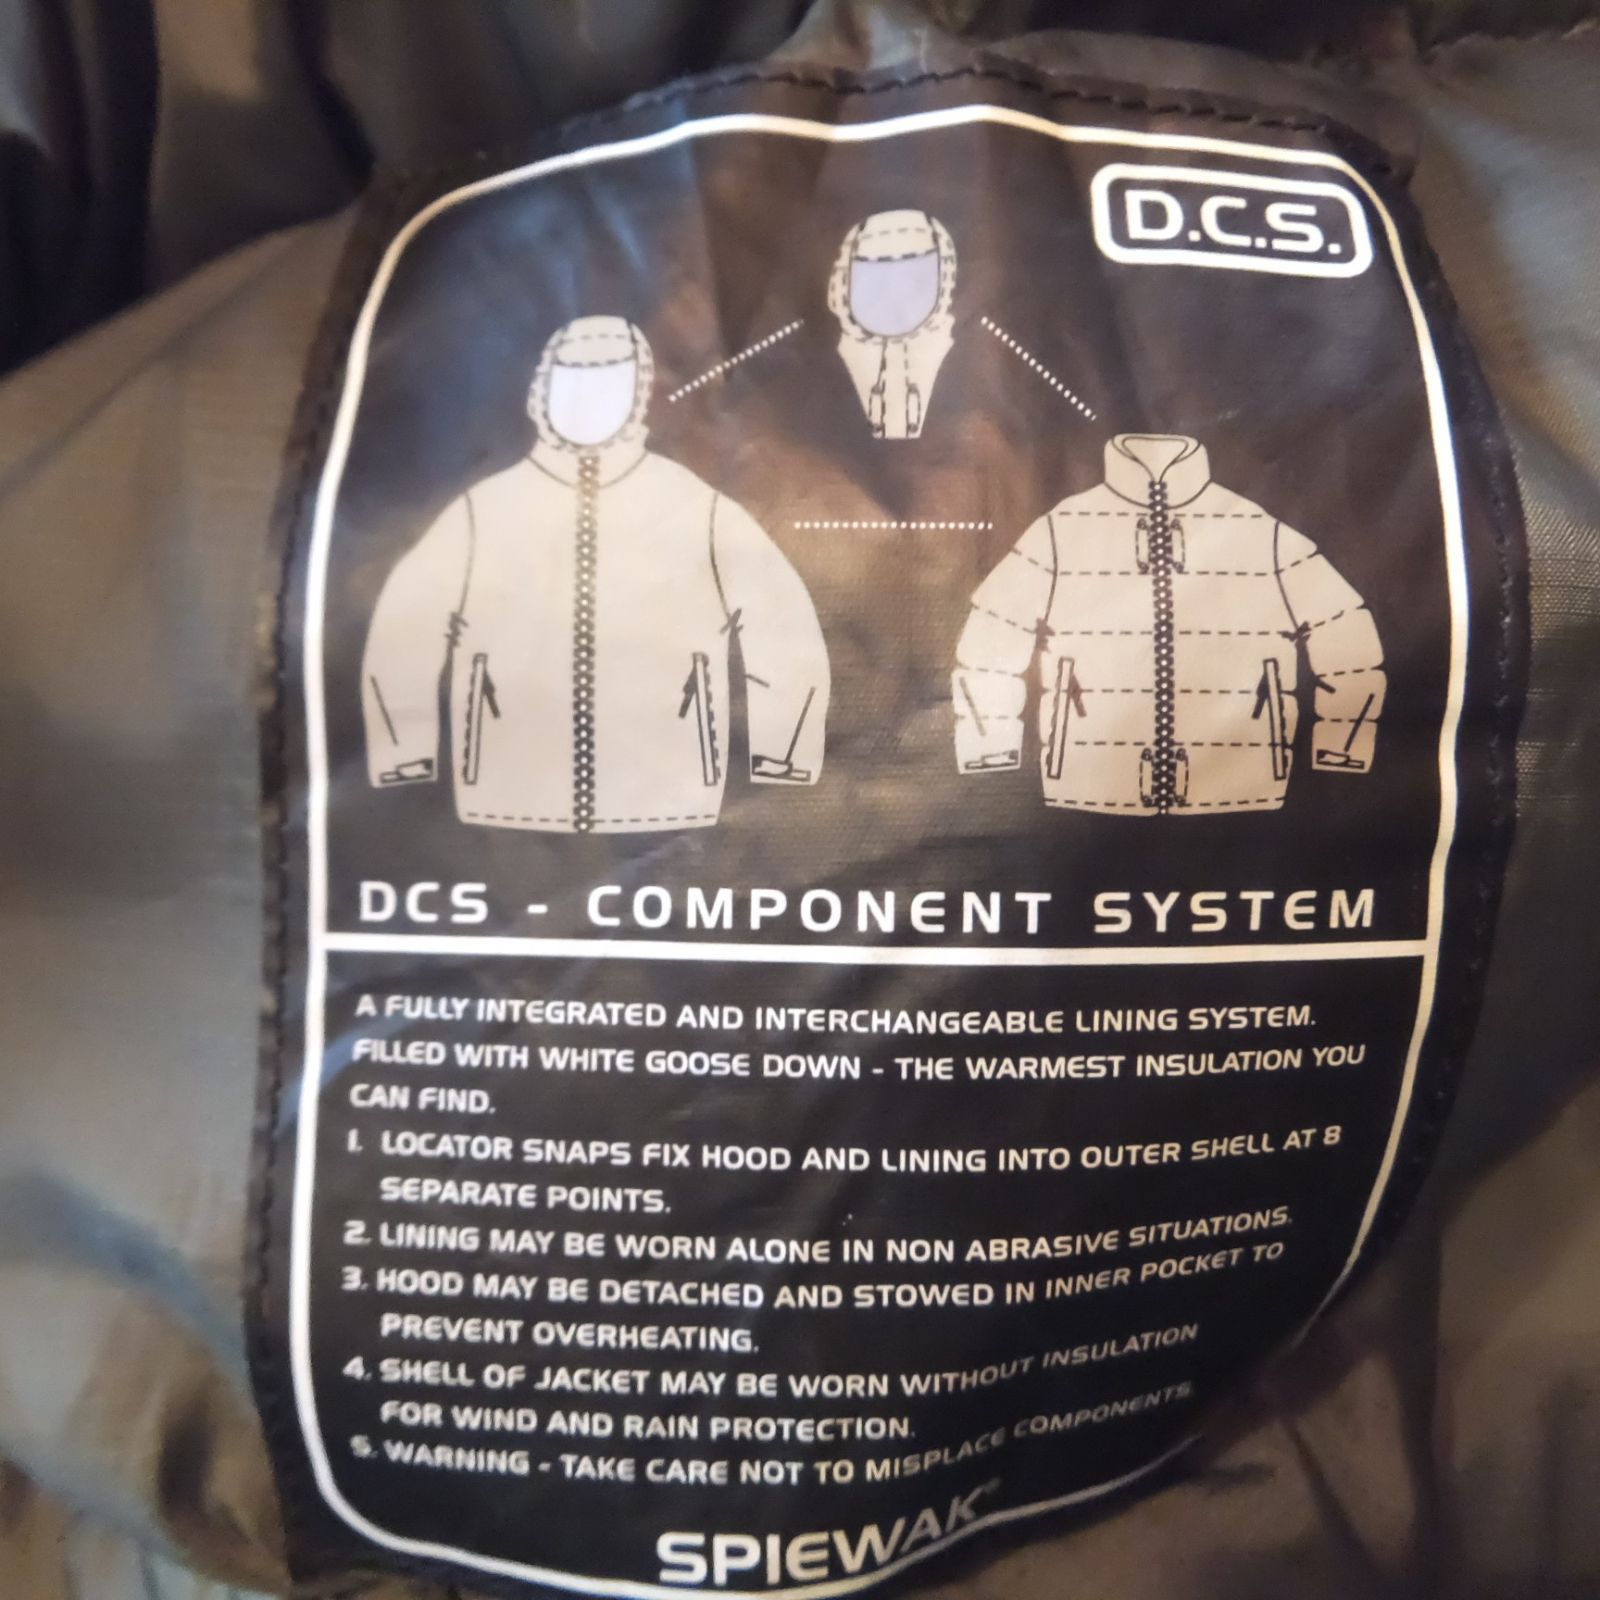 D.C.S.
DCS - COMPONENT SYSTEM
A FULLY INTEGRATED AND INTERCHANGEABLE LINING SYSTEM.
FILLED WITH WHITE GOOSE DOWN - THE WARMEST INSULATION YOU
CAN FIND.
1. LOCATOR SNAPS FIX HOOD AND LINING INTO OUTER SHELL AT 8
SEPARATE POINTS.
2. LINING MAY BE WORN ALONE IN NON ABRASIVE SITUATIONS.
3. HOOD MAY BE DETACHED AND STOWED IN INNER POCKET TO
PREVENT OVERHEATING.
4. SHELL OF JACKET MAY BE WORN WITHOUT INSULATION
FOR WIND AND RAIN PROTECTION.
5. WARNING - TAKE CARE NOT TO MISPLACE COMPONENTS.
SPIEWAK®